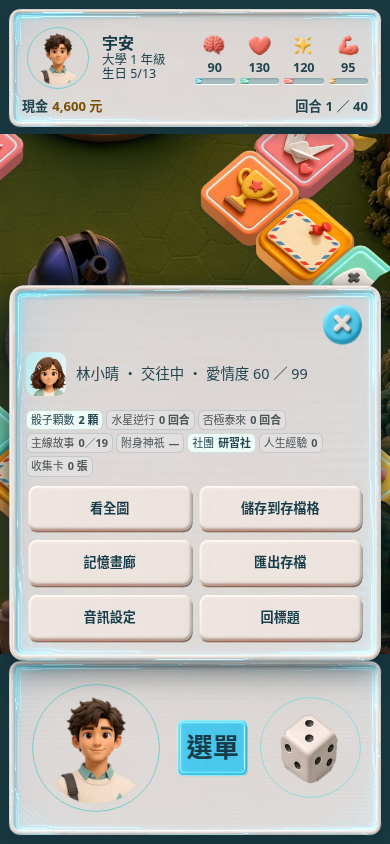 宇安
大學 1 年級
生日 5/13
90 130 120 95
現金 4,600 元 回合 1 ／ 40
林小晴 ・ 交往中 ・ 愛情度 60 ／ 99
骰子顆數 2 顆 水星逆行 0 回合 否極泰來 0 回合
主線故事 0／19 附身神祇 — 社團 研習社 人生經驗 0
收集卡 0 張
看全圖 儲存到存檔格
記憶畫廊 匯出存檔
音訊設定 回標題
選單